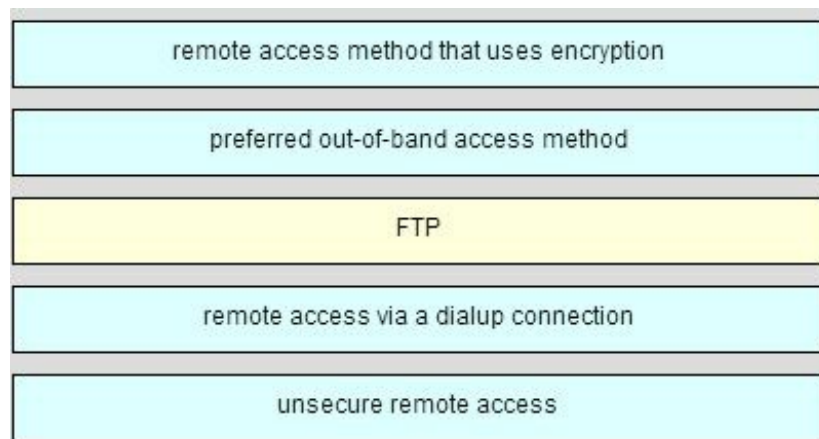 remote access method that uses encryption
preferred out-of-band access method
FTP
remote access via a dialup connection
unsecure remote access